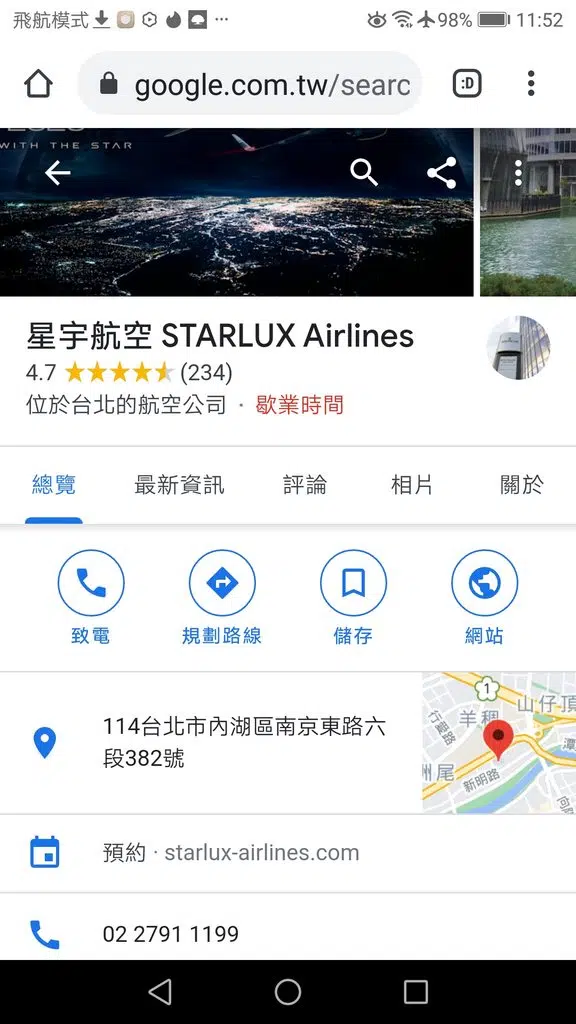 飛航模式 ... 98% 11:52
google.com.tw/searc :D
WITH THE STAR
星宇航空 STARLUX Airlines
4.7 (234)
位於台北的航空公司 · 歇業時間
總覽 最新資訊 評論 相片 關於
致電 規劃路線 儲存 網站
114台北市內湖區南京東路六
段382號
1
山仔頂
羊稠
行愛路
潭
洲尾
新明路
向陽
預約 · starlux-airlines.com
02 2791 1199